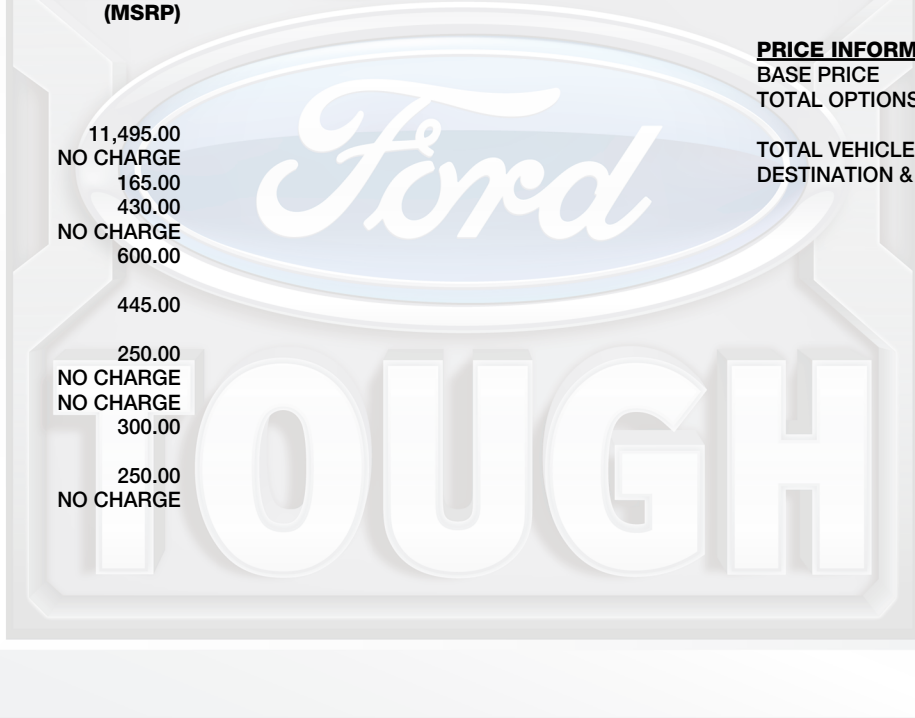 (MSRP)
11,495.00
NO CHARGE
165.00
430.00
NO CHARGE
600.00
445.00
250.00
NO CHARGE
NO CHARGE
300.00
250.00
NO CHARGE
PRICE INFORM
BASE PRICE
TOTAL OPTIONS
TOTAL VEHICLE
DESTINATION &
Ford
TOUGH